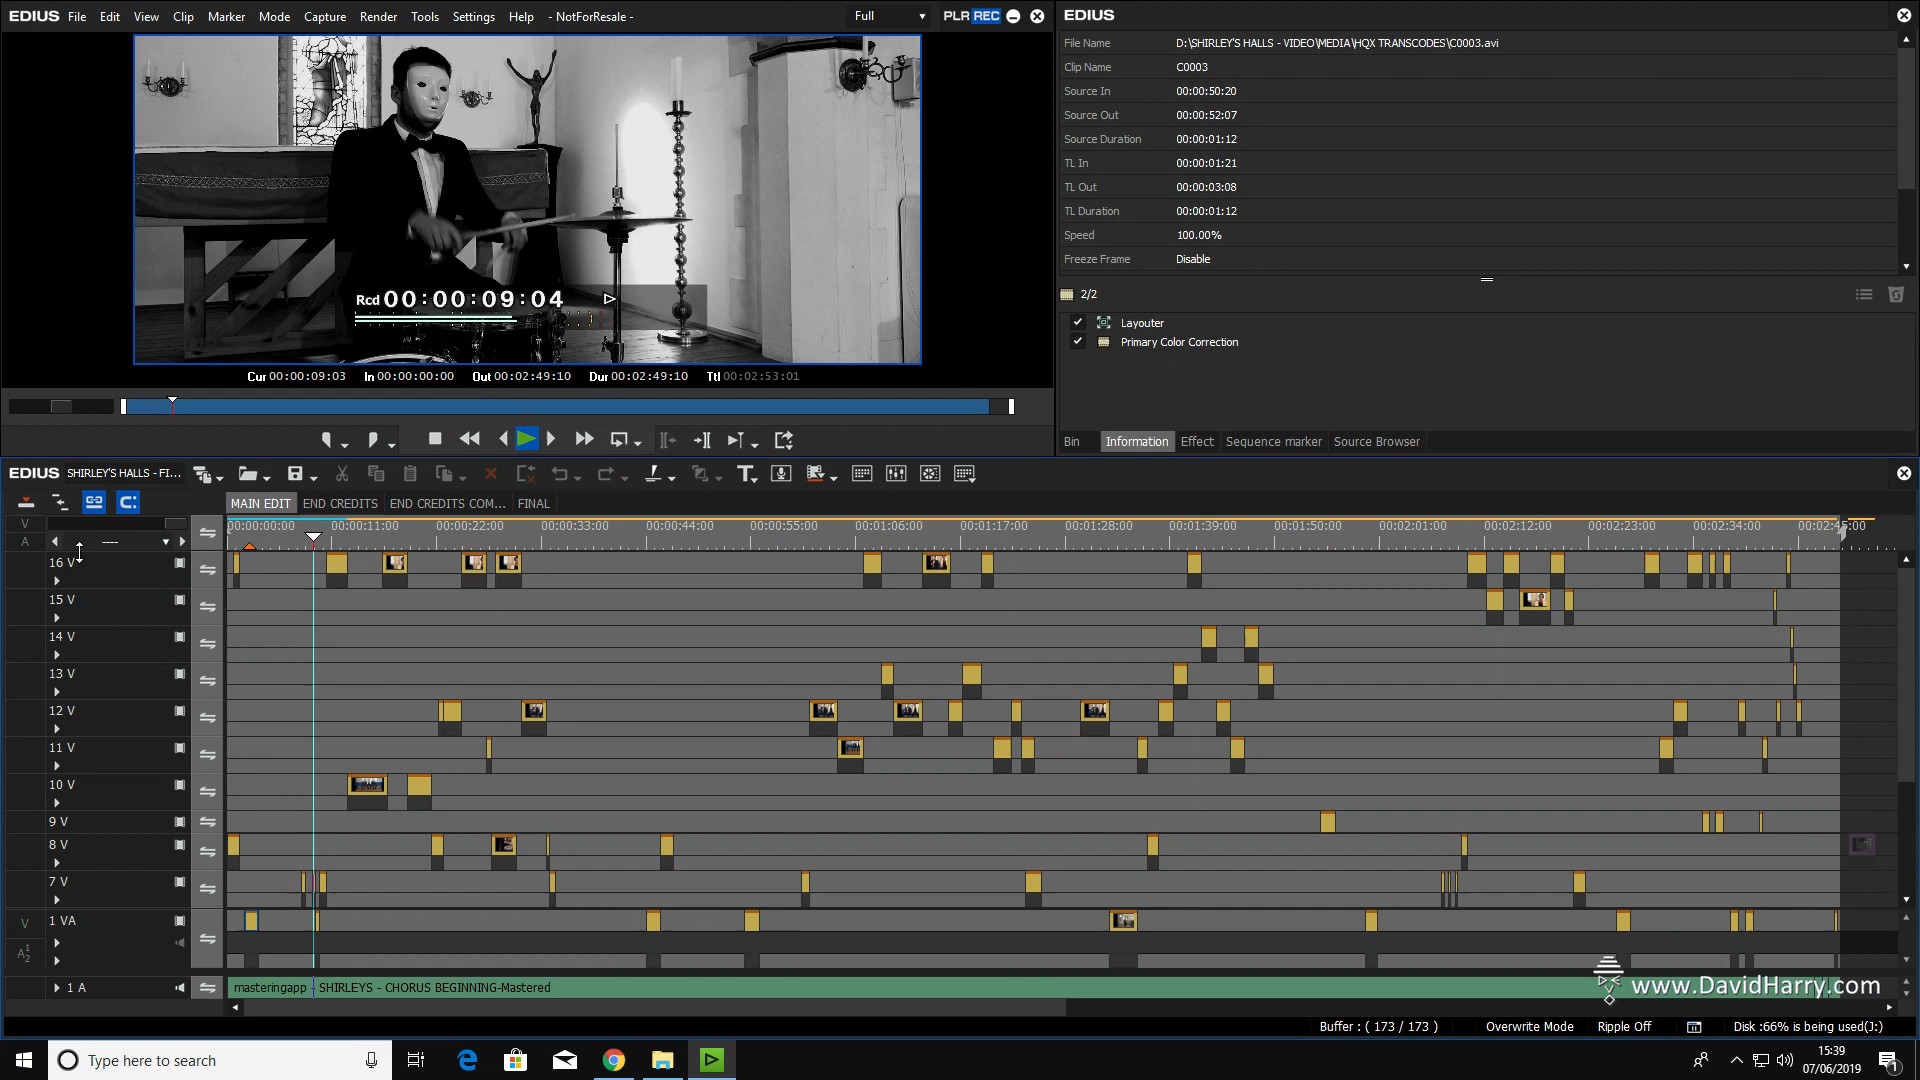 EDIUS File Edit View Clip Marker Mode Capture Render Tools Settings Help - NotForResale -
Full
PLR REC
Rcd 00:00:09:04
Cur 00:00:09:03 In 00:00:00:00 Out 00:02:49:10 Dur 00:02:49:10 Ttl 00:02:53:01
EDIUS
File Name D:\SHIRLEY'S HALLS - VIDEO\MEDIA\HQX TRANSCODES\C0003.avi
Clip Name C0003
Source In 00:00:50:20
Source Out 00:00:52:07
Source Duration 00:00:01:12
TL In 00:00:01:21
TL Out 00:00:03:08
TL Duration 00:00:01:12
Speed 100.00%
Freeze Frame Disable
2/2
Layouter
Primary Color Correction
Bin Information Effect Sequence marker Source Browser
EDIUS SHIRLEY'S HALLS - FI...
MAIN EDIT END CREDITS END CREDITS COM... FINAL
V
A
----
00:00:00:00 00:00:11:00 00:00:22:00 00:00:33:00 00:00:44:00 00:00:55:00 00:01:06:00 00:01:17:00 00:01:28:00 00:01:39:00 00:01:50:00 00:02:01:00 00:02:12:00 00:02:23:00 00:02:34:00 00:02:45:00
16 V
15 V
14 V
13 V
12 V
11 V
10 V
9 V
8 V
7 V
V 1 VA
A 1 2
1 A masteringapp - SHIRLEYS - CHORUS BEGINNING-Mastered
www.DavidHarry.com
Buffer : ( 173 / 173 ) Overwrite Mode Ripple Off Disk :66% is being used(J:)
Type here to search
15:39
07/06/2019
1